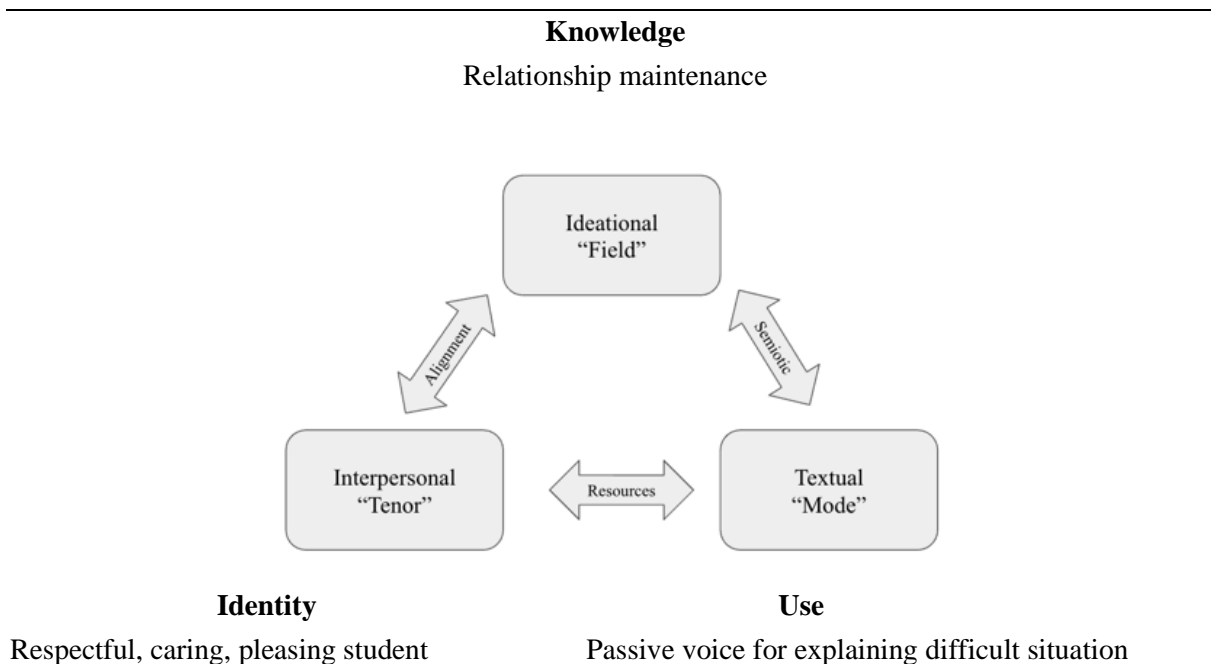 Knowledge
Relationship maintenance
Ideational
“Field”
Alignment
Semiotic
Interpersonal
“Tenor”
Resources
Textual
“Mode”
Identity
Use
Respectful, caring, pleasing student
Passive voice for explaining difficult situation